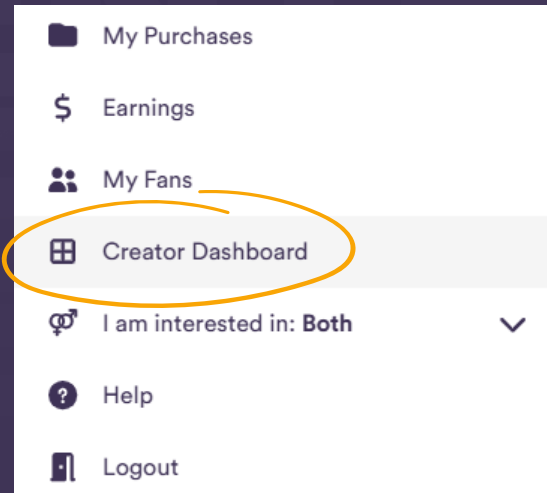 My Purchases
Earnings
My Fans
Creator Dashboard
I am interested in: Both
Help
Logout